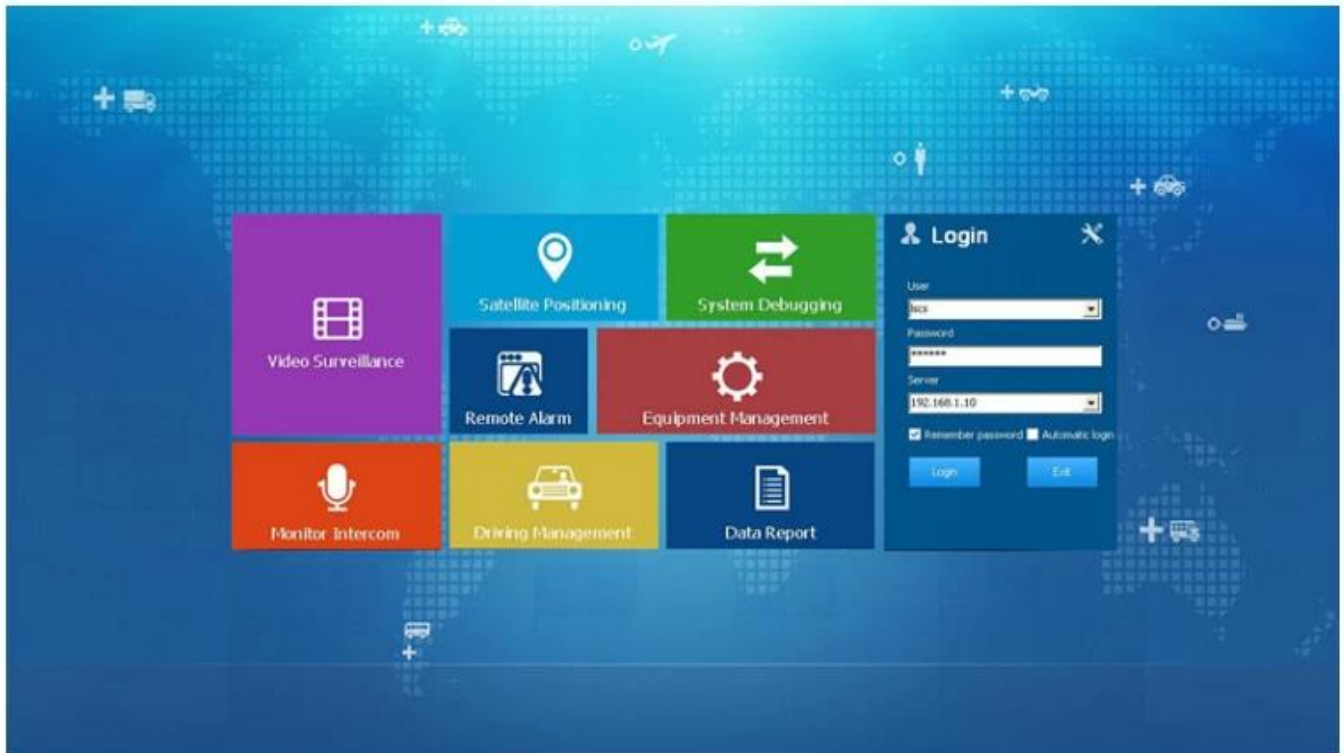 Login
User
hcs
Password
******
Server
192.168.1.10
Remember password Automatic login
Login Exit
Video Surveillance
Satellite Positioning
System Debugging
Remote Alarm
Equipment Management
Monitor Intercom
Driving Management
Data Report